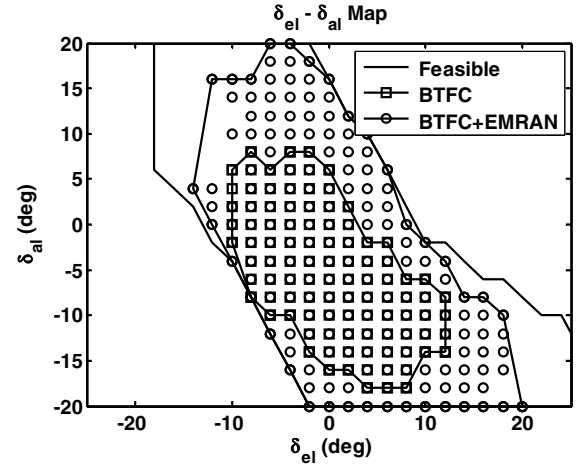 δel - δal Map
Feasible
BTFC
BTFC+EMRAN
20
15
10
5
0
-5
-10
-15
-20
δal (deg)
-20
-10
0
10
20
δel (deg)